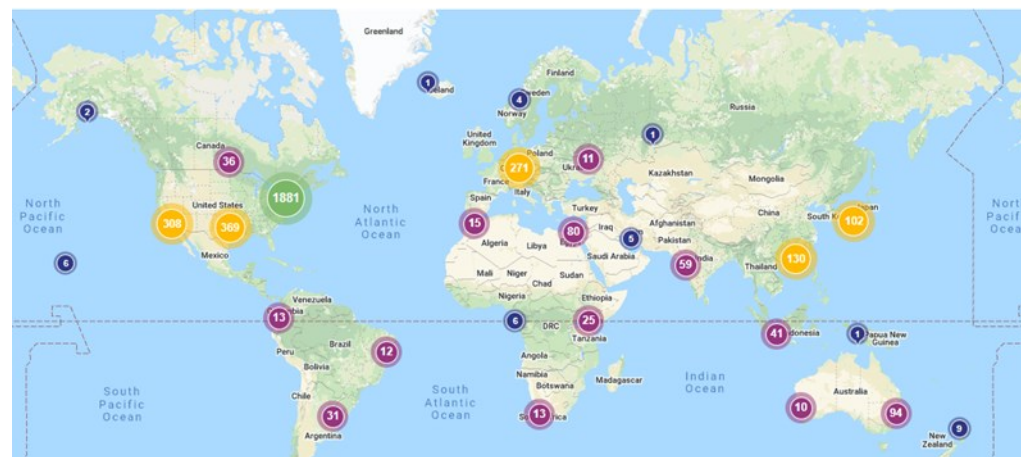 Greenland
1
Iceland
Finland
4
Sweden
Norway
Russia
2
1
Canada
36
United
Kingdom
Poland
11
271
France
Kazakhstan
Mongolia
1881
United States
Spain
Italy
Turkey
China
North
Pacific
Ocean
308
369
North
Atlantic
Ocean
15
80
Iraq
Afghanistan
102
Algeria
Libya
5
Pakistan
Mexico
Saudi Arabia
59
130
6
Mali
Niger
Chad
Sudan
Thailand
Venezuela
Nigeria
Ethiopia
13
6
DRC
25
Tanzania
41
1
Papua New
Guinea
Peru
Brazil
12
Angola
Bolivia
Namibia
Botswana
Madagascar
Indian
Ocean
South
Pacific
Ocean
Chile
South
Atlantic
Ocean
Australia
31
13
10
94
Argentina
9
New
Zealand